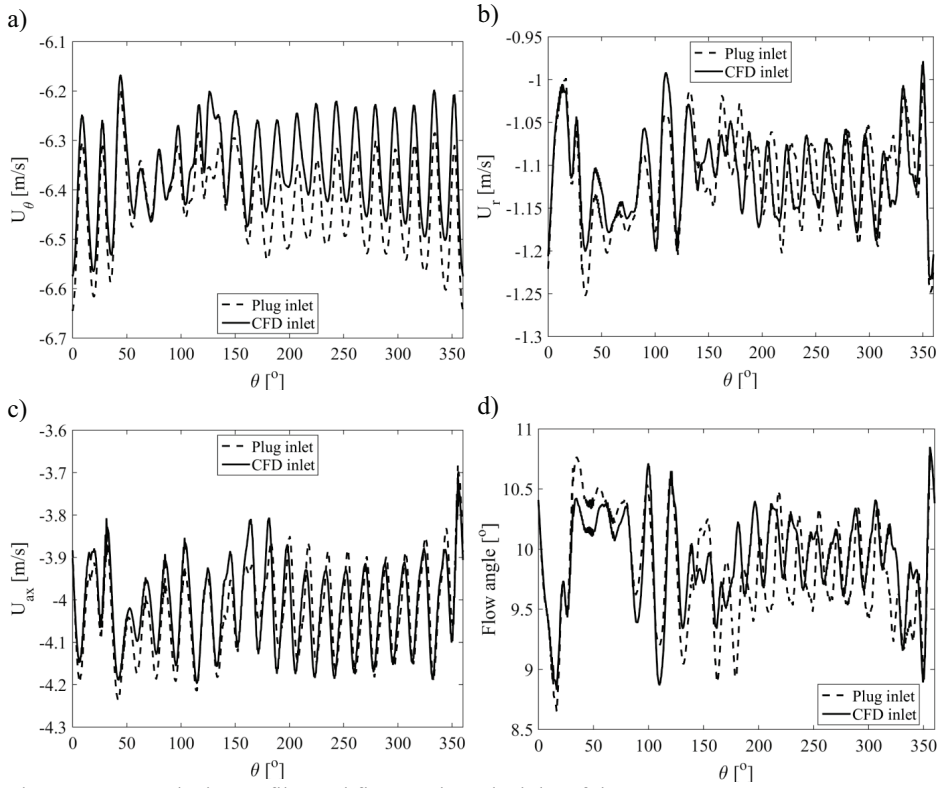 a)
-6.1
-6.2
-6.3
-6.4
-6.5
-6.6
-6.7
U_θ [m/s]
Plug inlet
CFD inlet
0 50 100 150 200 250 300 350
θ [°]
b)
-0.95
-1
-1.05
-1.1
-1.15
-1.2
-1.25
-1.3
U_r [m/s]
Plug inlet
CFD inlet
0 50 100 150 200 250 300 350
θ [°]
c)
-3.6
-3.7
-3.8
-3.9
-4
-4.1
-4.2
-4.3
U_ax [m/s]
Plug inlet
CFD inlet
0 50 100 150 200 250 300 350
θ [°]
d)
11
10.5
10
9.5
9
8.5
Flow angle [°]
Plug inlet
CFD inlet
0 50 100 150 200 250 300 350
θ [°]